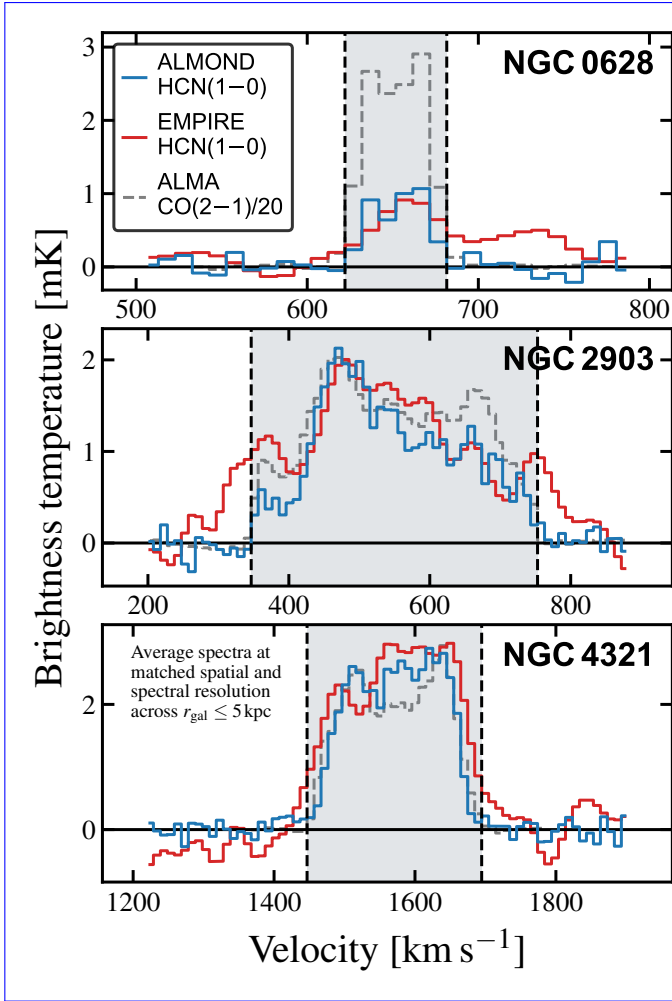 ALMOND
HCN(1−0)
EMPIRE
HCN(1−0)
ALMA
CO(2−1)/20
NGC 0628
3
2
1
0
500
600
700
800
NGC 2903
2
1
0
200
400
600
800
Average spectra at
matched spatial and
spectral resolution
across r_gal ≤ 5 kpc
NGC 4321
2
0
1200
1400
1600
1800
Brightness temperature [mK]
Velocity [km s⁻¹]